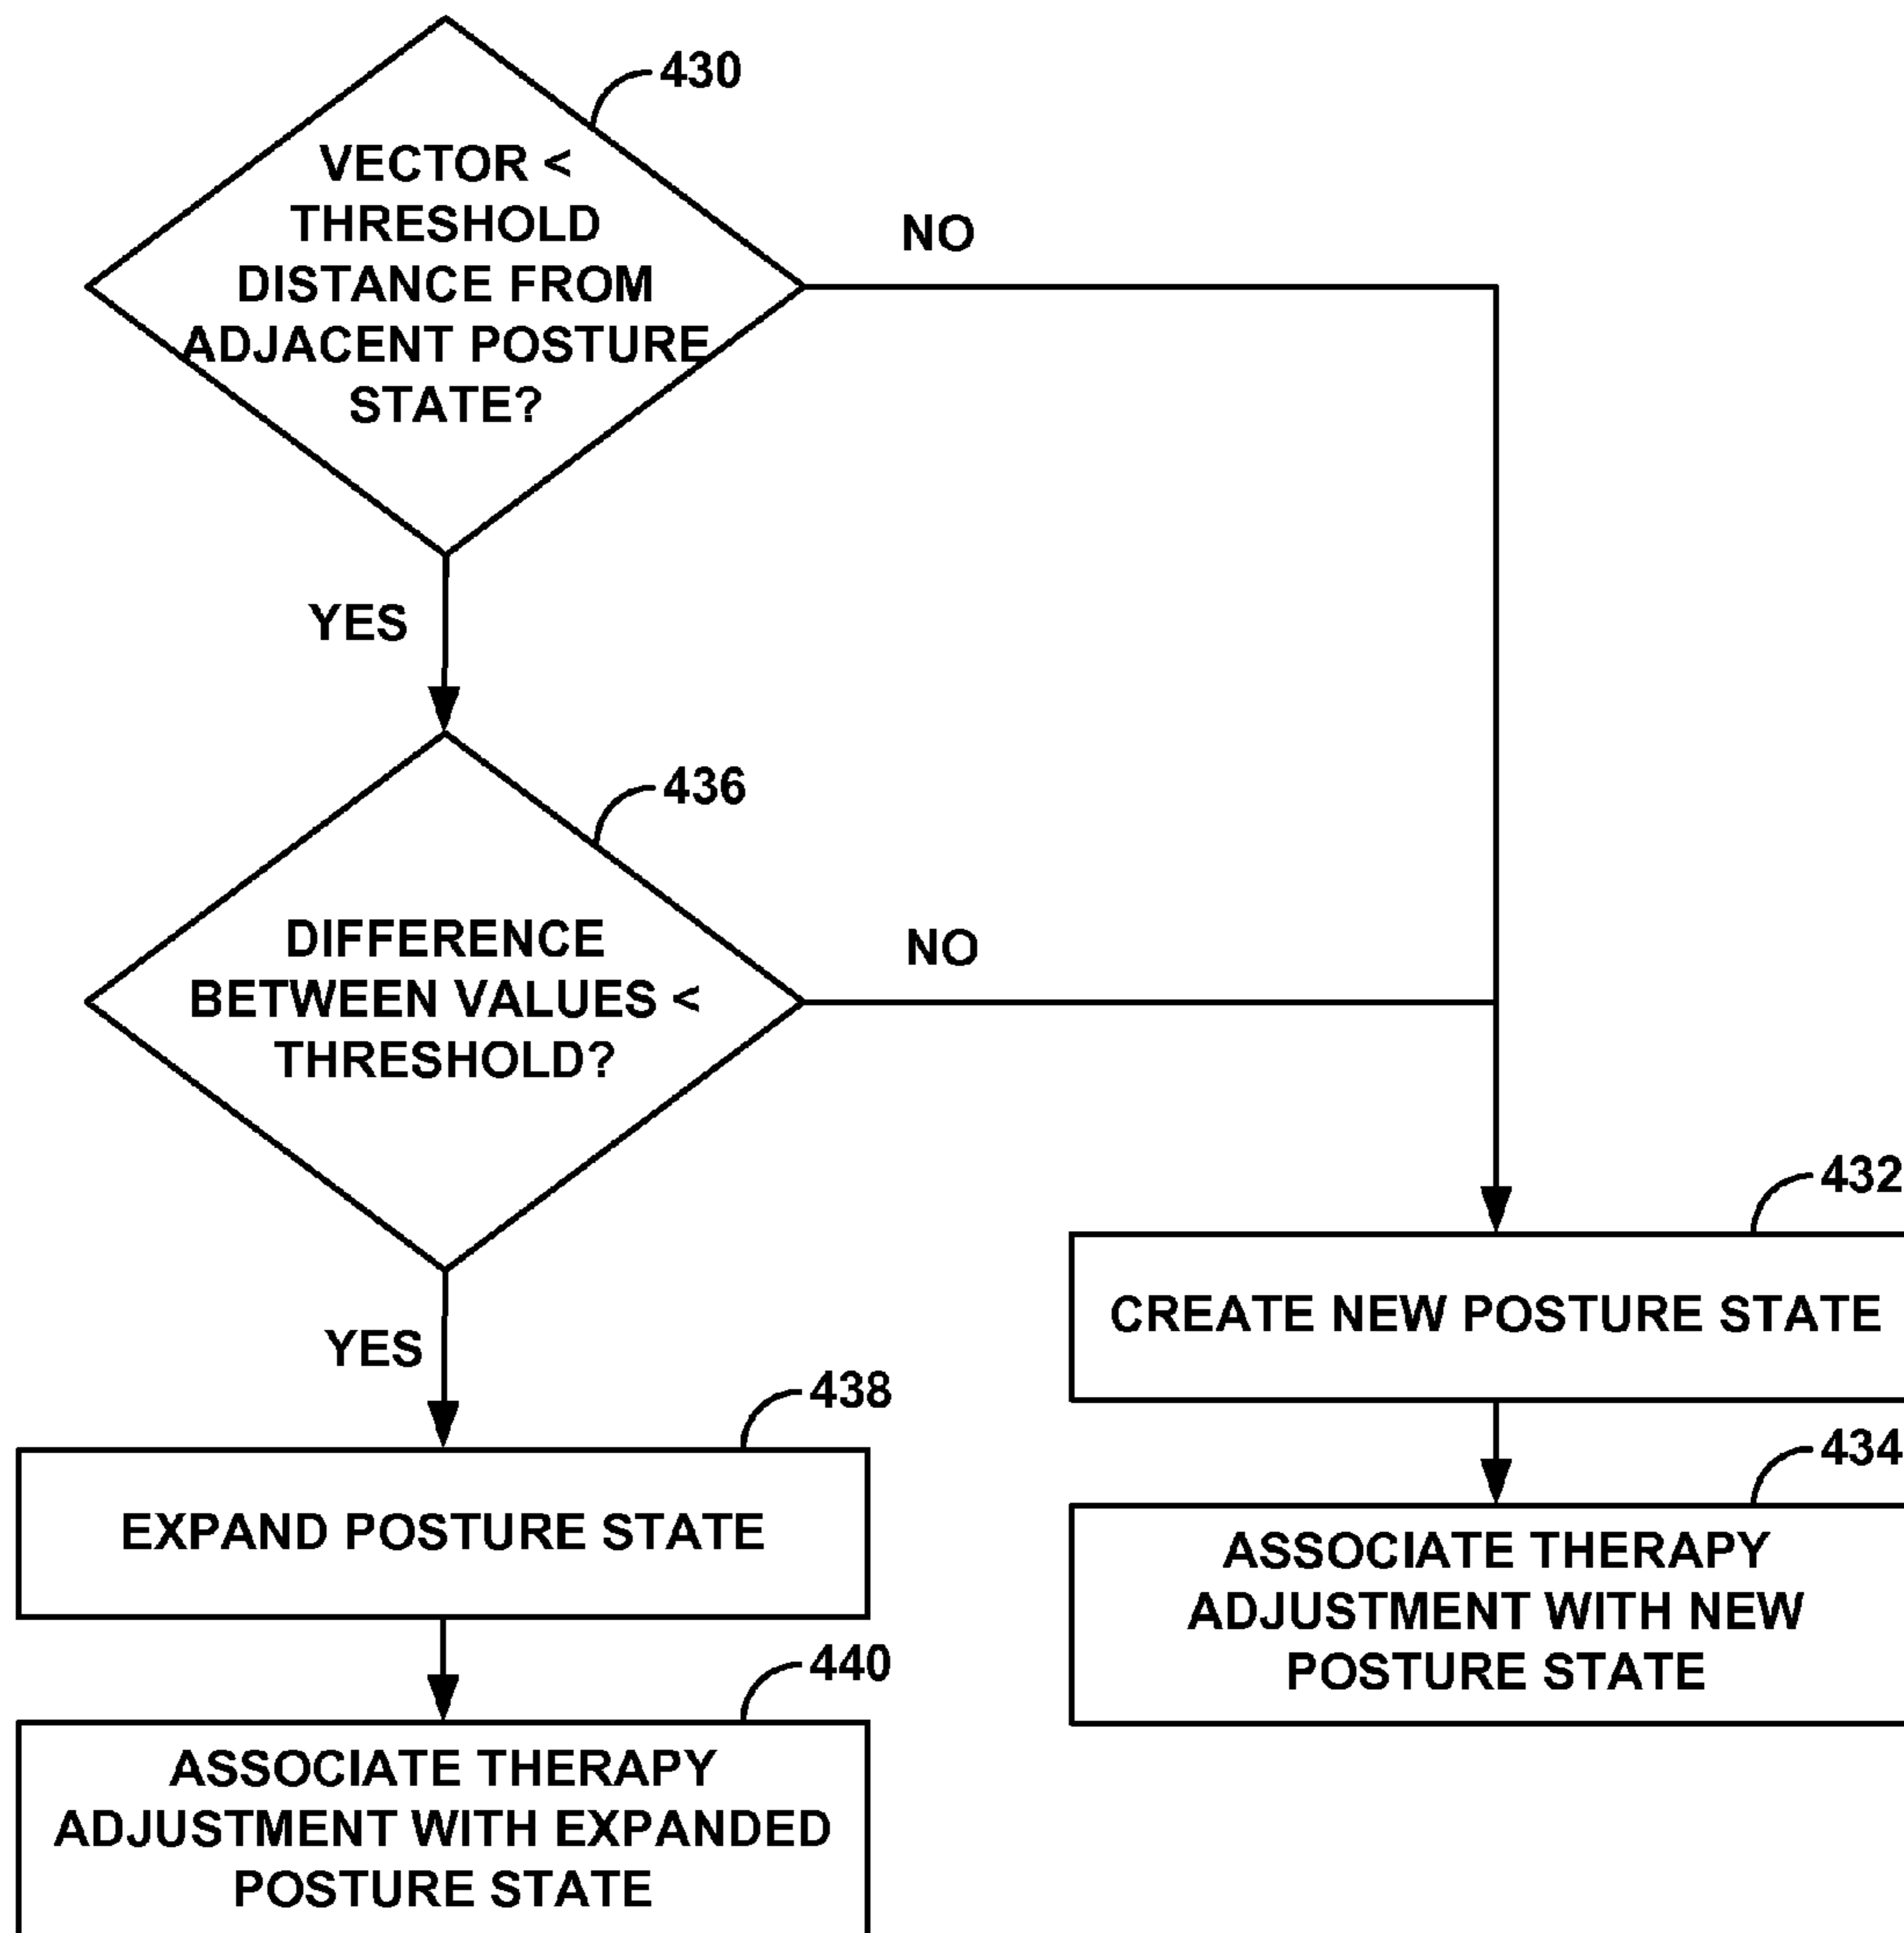 430
VECTOR <
THRESHOLD
DISTANCE FROM
ADJACENT POSTURE
STATE?
NO
YES
436
DIFFERENCE
BETWEEN VALUES <
THRESHOLD?
NO
YES
432
CREATE NEW POSTURE STATE
434
ASSOCIATE THERAPY
ADJUSTMENT WITH NEW
POSTURE STATE
438
EXPAND POSTURE STATE
440
ASSOCIATE THERAPY
ADJUSTMENT WITH EXPANDED
POSTURE STATE